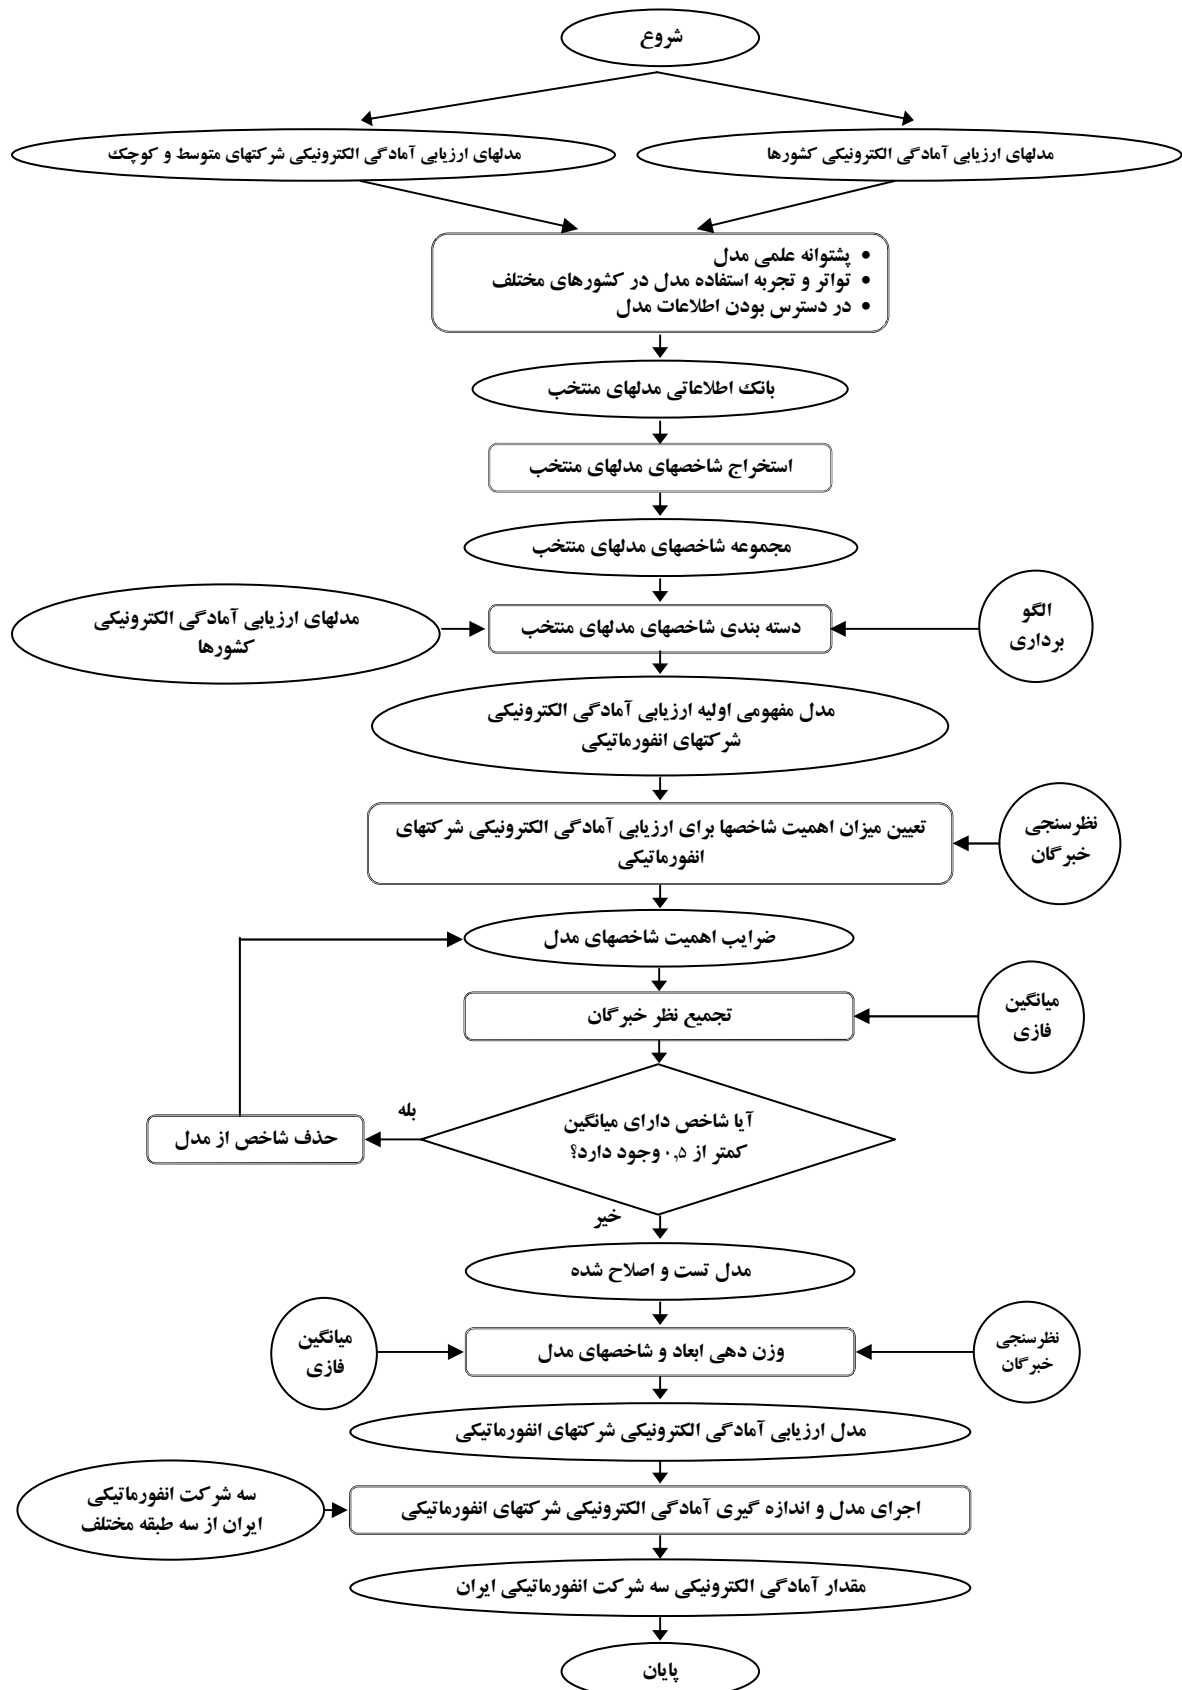 شروع
مدلهای ارزیابی آمادگی الکترونیکی کشورها
مدلهای ارزیابی آمادگی الکترونیکی شرکتهای متوسط و کوچک
• پشتوانه علمی مدل
• تواتر و تجربه استفاده مدل در کشورهای مختلف
• در دسترس بودن اطلاعات مدل
بانک اطلاعاتی مدلهای منتخب
استخراج شاخصهای مدلهای منتخب
مجموعه شاخصهای مدلهای منتخب
الگو
برداری
دسته بندی شاخصهای مدلهای منتخب
مدلهای ارزیابی آمادگی الکترونیکی
کشورها
مدل مفهومی اولیه ارزیابی آمادگی الکترونیکی
شرکتهای انفورماتیکی
نظرسنجی
خبرگان
تعیین میزان اهمیت شاخصها برای ارزیابی آمادگی الکترونیکی شرکتهای
انفورماتیکی
ضرایب اهمیت شاخصهای مدل
میانگین
فازی
تجمیع نظر خبرگان
آیا شاخص دارای میانگین
کمتر از ۰,۵ وجود دارد؟
بله
حذف شاخص از مدل
خیر
مدل تست و اصلاح شده
نظرسنجی
خبرگان
وزن دهی ابعاد و شاخصهای مدل
میانگین
فازی
مدل ارزیابی آمادگی الکترونیکی شرکتهای انفورماتیکی
اجرای مدل و اندازه گیری آمادگی الکترونیکی شرکتهای انفورماتیکی
سه شرکت انفورماتیکی
ایران از سه طبقه مختلف
مقدار آمادگی الکترونیکی سه شرکت انفورماتیکی ایران
پایان